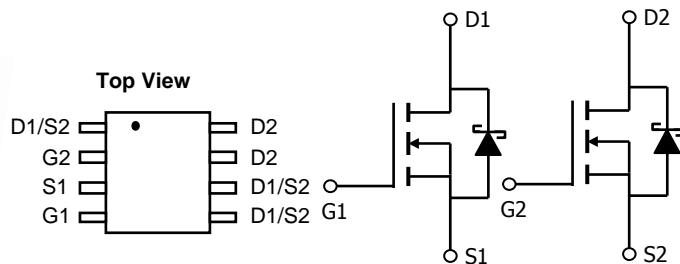 Top View
D1/S2 D2
G2 D2
S1 D1/S2
G1 D1/S2
D1 D2
G1 G2
S1 S2